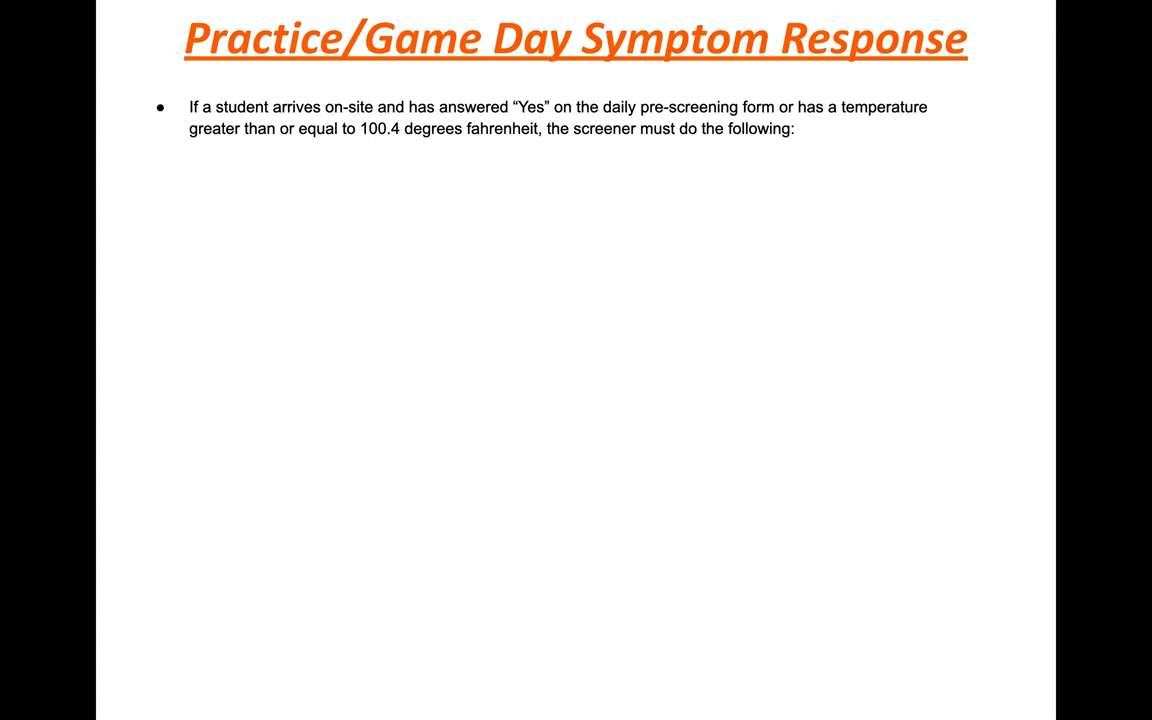 Practice/Game Day Symptom Response
● If a student arrives on-site and has answered “Yes” on the daily pre-screening form or has a temperature
greater than or equal to 100.4 degrees fahrenheit, the screener must do the following: